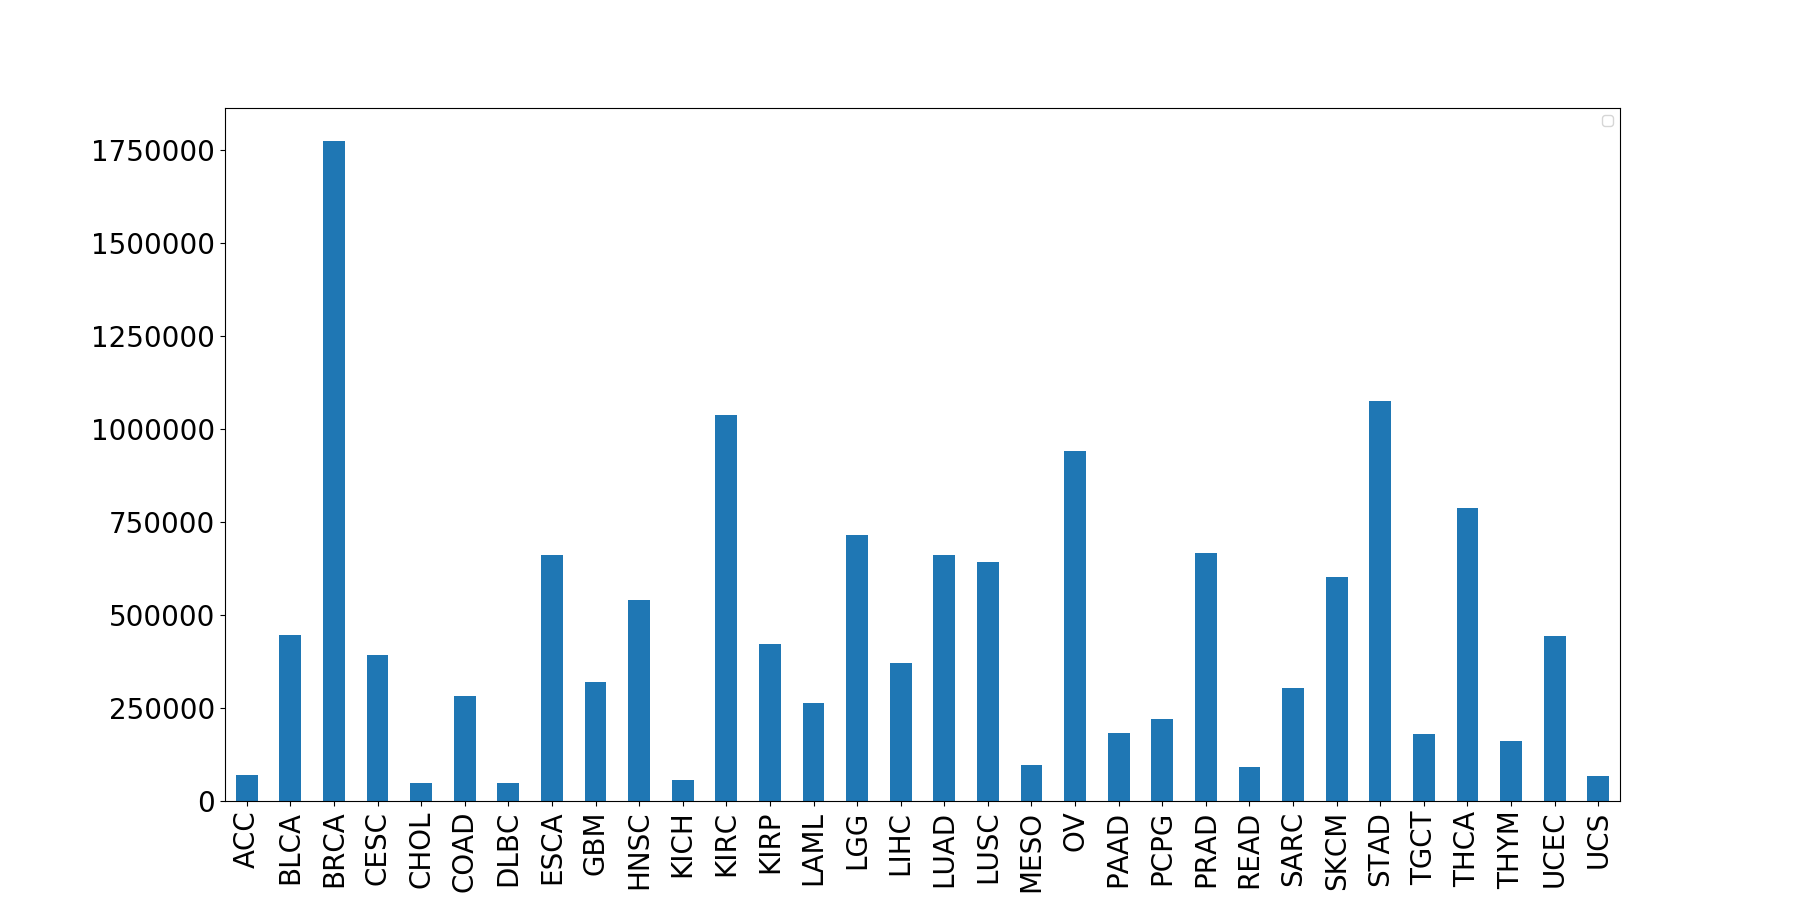 1750000
1500000
1250000
1000000
750000
500000
250000
0
ACC
BLCA
BRCA
CESC
CHOL
COAD
DLBC
ESCA
GBM
HNSC
KICH
KIRC
KIRP
LAML
LGG
LIHC
LUAD
LUSC
MESO
OV
PAAD
PCPG
PRAD
READ
SARC
SKCM
STAD
TGCT
THCA
THYM
UCEC
UCS